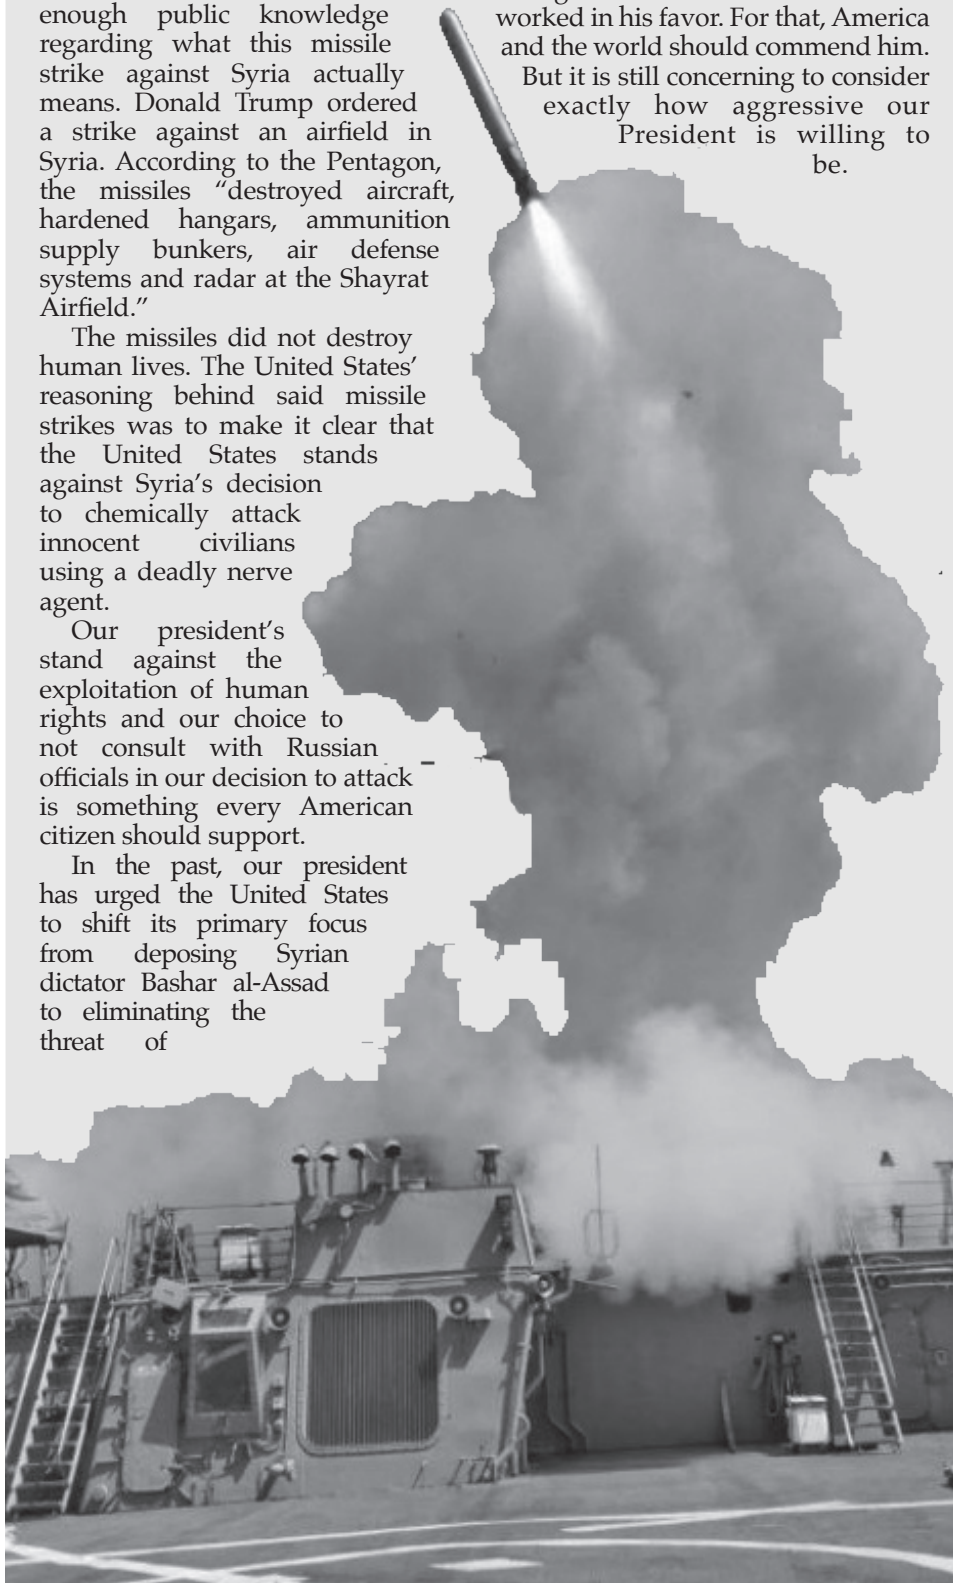 enough public knowledge
regarding what this missile
strike against Syria actually
means. Donald Trump ordered
a strike against an airfield in
Syria. According to the Pentagon,
the missiles “destroyed aircraft,
hardened hangars, ammunition
supply bunkers, air defense
systems and radar at the Shayrat
Airfield.”
The missiles did not destroy
human lives. The United States’
reasoning behind said missile
strikes was to make it clear that
the United States stands
against Syria’s decision
to chemically attack
innocent civilians
using a deadly nerve
agent.
Our president’s
stand against the
exploitation of human
rights and our choice to
not consult with Russian
officials in our decision to attack
is something every American
citizen should support.
In the past, our president
has urged the United States
to shift its primary focus
from deposing Syrian
dictator Bashar al-Assad
to eliminating the
threat of
worked in his favor. For that, America
and the world should commend him.
But it is still concerning to consider
exactly how aggressive our
President is willing to
be.